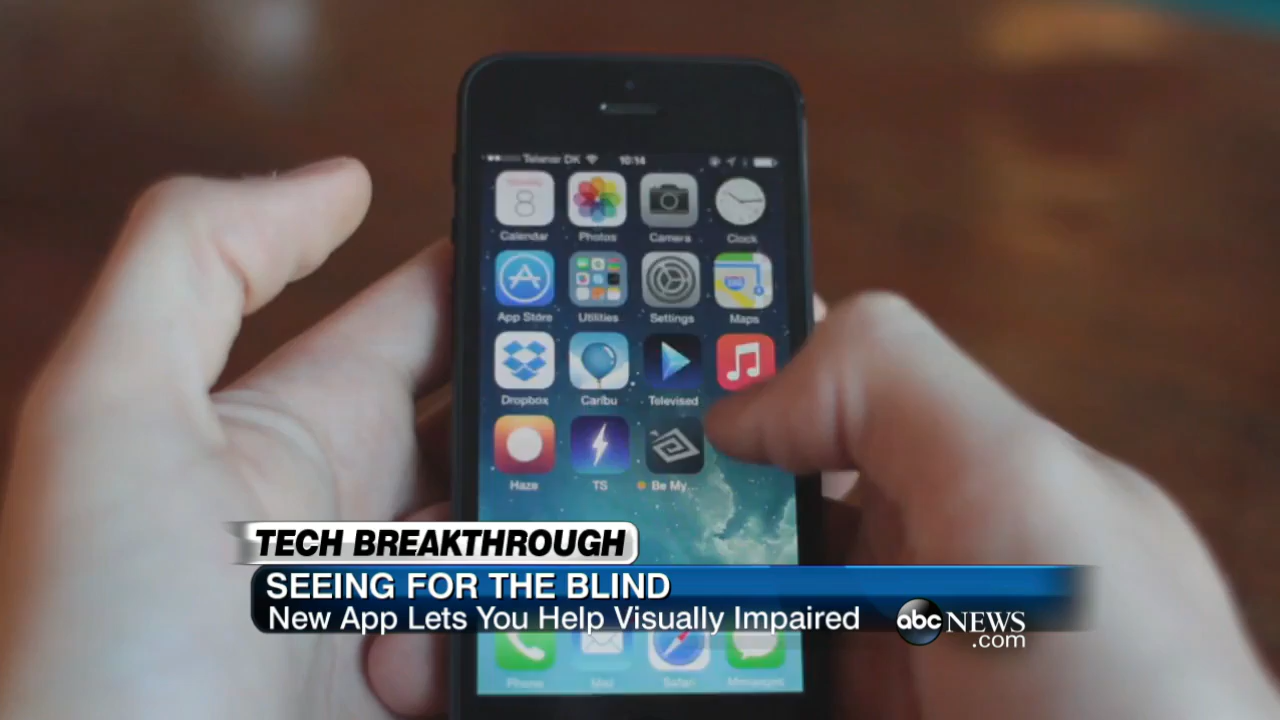 Telenor DK 10:14
8
Calendar Photos Camera Clock
App Store Utilities Settings Maps
Dropbox Caribu Televised
Haze TS Be My...
TECH BREAKTHROUGH
SEEING FOR THE BLIND
New App Lets You Help Visually Impaired
abc NEWS
.com
Phone Mail Safari Messages